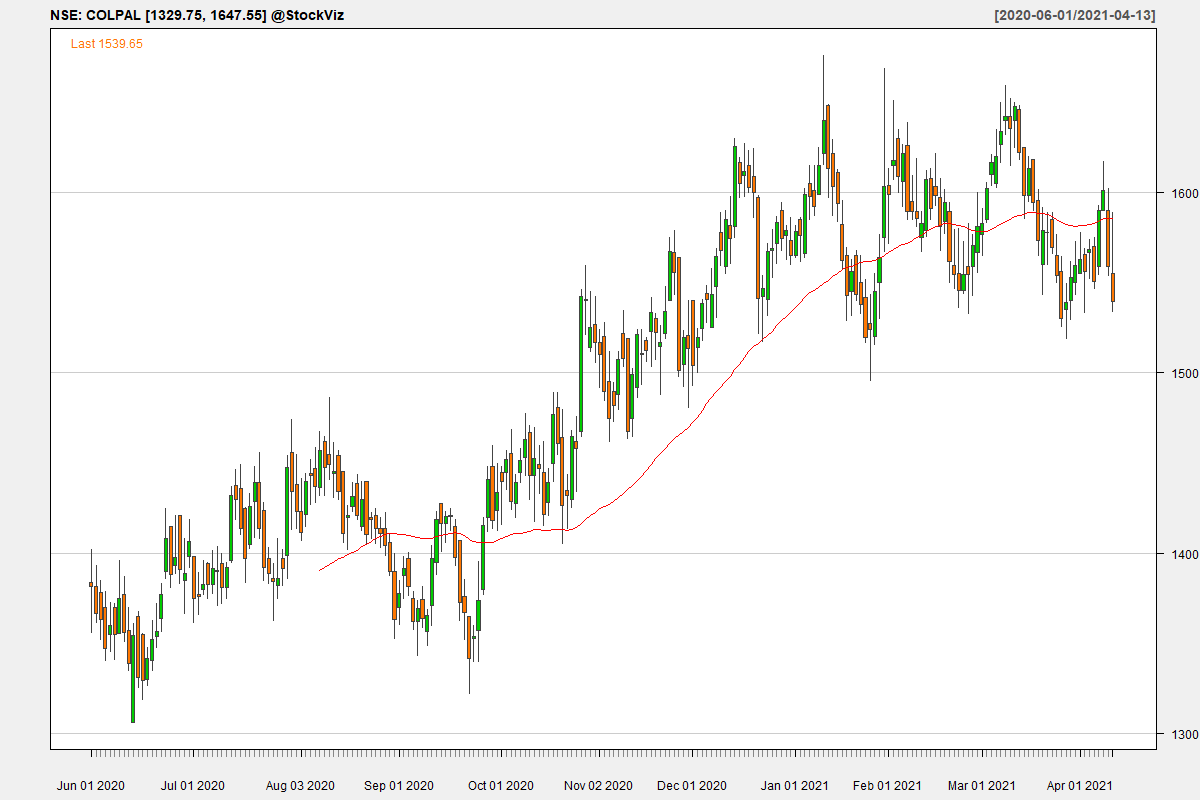 NSE: COLPAL [1329.75, 1647.55] @StockViz
[2020-06-01/2021-04-13]
Last 1539.65
1600
1500
1400
1300
Jun 01 2020 Jul 01 2020 Aug 03 2020 Sep 01 2020 Oct 01 2020 Nov 02 2020 Dec 01 2020 Jan 01 2021 Feb 01 2021 Mar 01 2021 Apr 01 2021